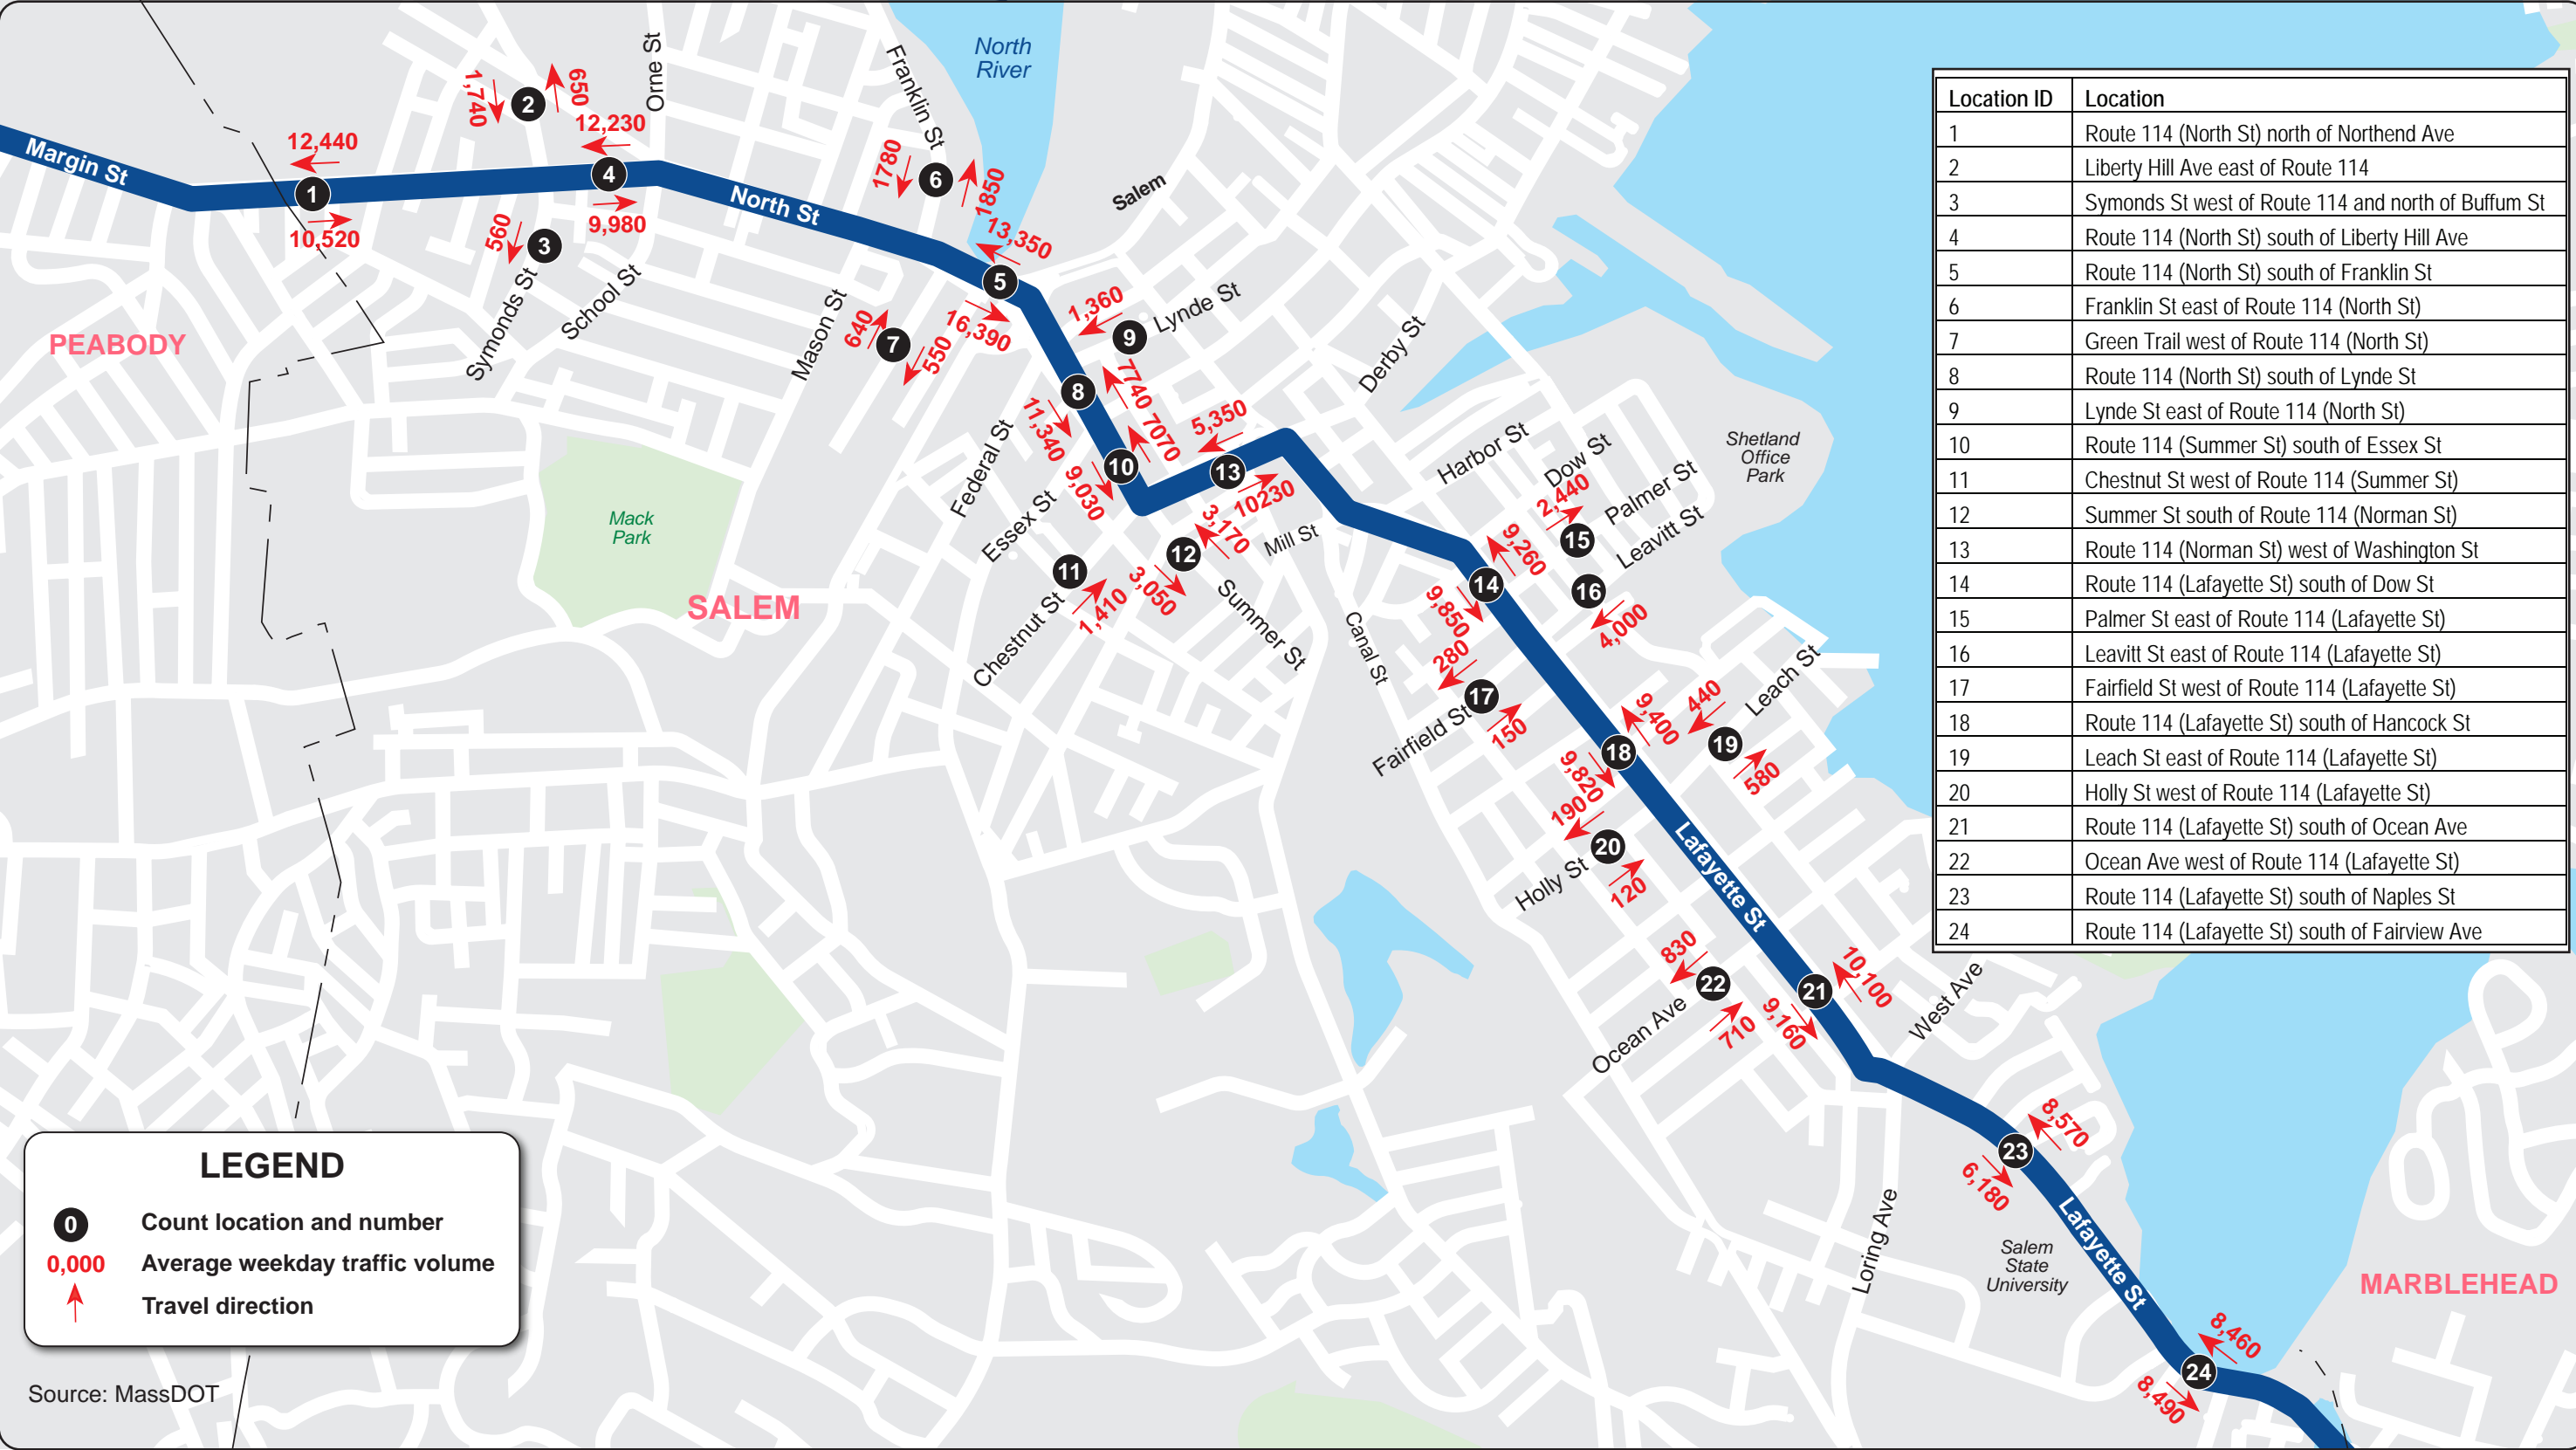 North
River
Orne St
Franklin St
650
1,740
2
12,230
12,440
Margin St
1
10,520
4
9,980
North St
1780
6
1850
Salem
13,350
5
16,390
560
3
Symonds St
School St
Mason St
640
7
550
PEABODY
1,360
9
Lynde St
Derby St
8
7740
11,340
7070
10
9,030
5,350
13
10230
Federal St
Essex St
Mack
Park
SALEM
11
Chestnut St
1,410
3,170
12
3,050
Summer St
Mill St
Canal St
Harbor St
Dow St
Palmer St
Leavitt St
Shetland
Office
Park
2,440
15
9,260
14
9,850
16
4,000
280
17
Fairfield St
150
9,400
18
9,820
440
19
580
Leach St
190
20
Holly St
120
Lafayette St
830
22
Ocean Ave
710
10,100
21
9,160
West Ave
8,570
23
6,180
Loring Ave
Salem
State
University
Lafayette St
MARBLEHEAD
8,460
24
8,490
Location ID Location
1 Route 114 (North St) north of Northend Ave
2 Liberty Hill Ave east of Route 114
3 Symonds St west of Route 114 and north of Buffum St
4 Route 114 (North St) south of Liberty Hill Ave
5 Route 114 (North St) south of Franklin St
6 Franklin St east of Route 114 (North St)
7 Green Trail west of Route 114 (North St)
8 Route 114 (North St) south of Lynde St
9 Lynde St east of Route 114 (North St)
10 Route 114 (Summer St) south of Essex St
11 Chestnut St west of Route 114 (Summer St)
12 Summer St south of Route 114 (Norman St)
13 Route 114 (Norman St) west of Washington St
14 Route 114 (Lafayette St) south of Dow St
15 Palmer St east of Route 114 (Lafayette St)
16 Leavitt St east of Route 114 (Lafayette St)
17 Fairfield St west of Route 114 (Lafayette St)
18 Route 114 (Lafayette St) south of Hancock St
19 Leach St east of Route 114 (Lafayette St)
20 Holly St west of Route 114 (Lafayette St)
21 Route 114 (Lafayette St) south of Ocean Ave
22 Ocean Ave west of Route 114 (Lafayette St)
23 Route 114 (Lafayette St) south of Naples St
24 Route 114 (Lafayette St) south of Fairview Ave
LEGEND
0 Count location and number
0,000 Average weekday traffic volume
Travel direction
Source: MassDOT